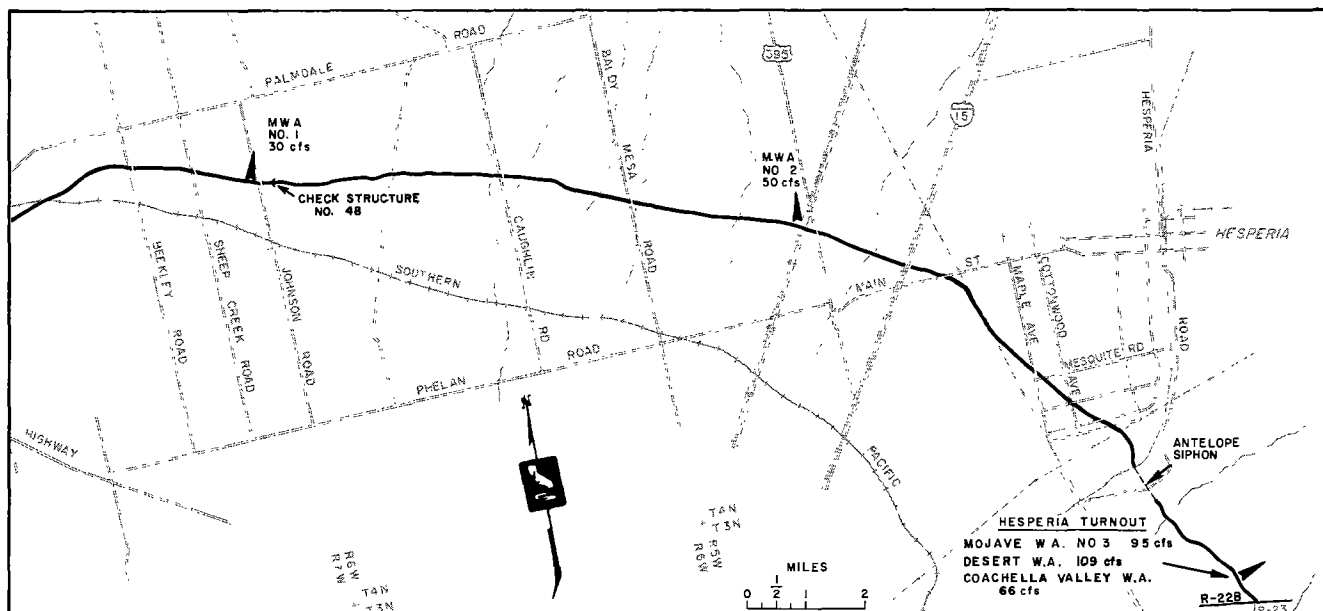 PALMDALE ROAD
BALDY MESA ROAD
395
15
HESPERIA ROAD
MWA
NO. 1
30 cfs
MWA
NO 2
50 cfs
CHECK STRUCTURE
NO. 48
BEEKLEY ROAD
SHEEP CREEK ROAD
JOHNSON ROAD
CAUGHLIN RD
SOUTHERN PACIFIC
MAIN ST
HESPERIA
MAPLE AVE
COTTONWOOD AVE
MESQUITE RD
PHELAN ROAD
HIGHWAY
N
ANTELOPE
SIPHON
HESPERIA TURNOUT
MOJAVE W.A. NO 3 95 cfs
DESERT W.A. 109 cfs
COACHELLA VALLEY W.A.
66 cfs
R-22B
R-23
T4N
T3N
R6W
R7W
T4N
T3N
R5W
R6W
MILES
0 1/2 1 2